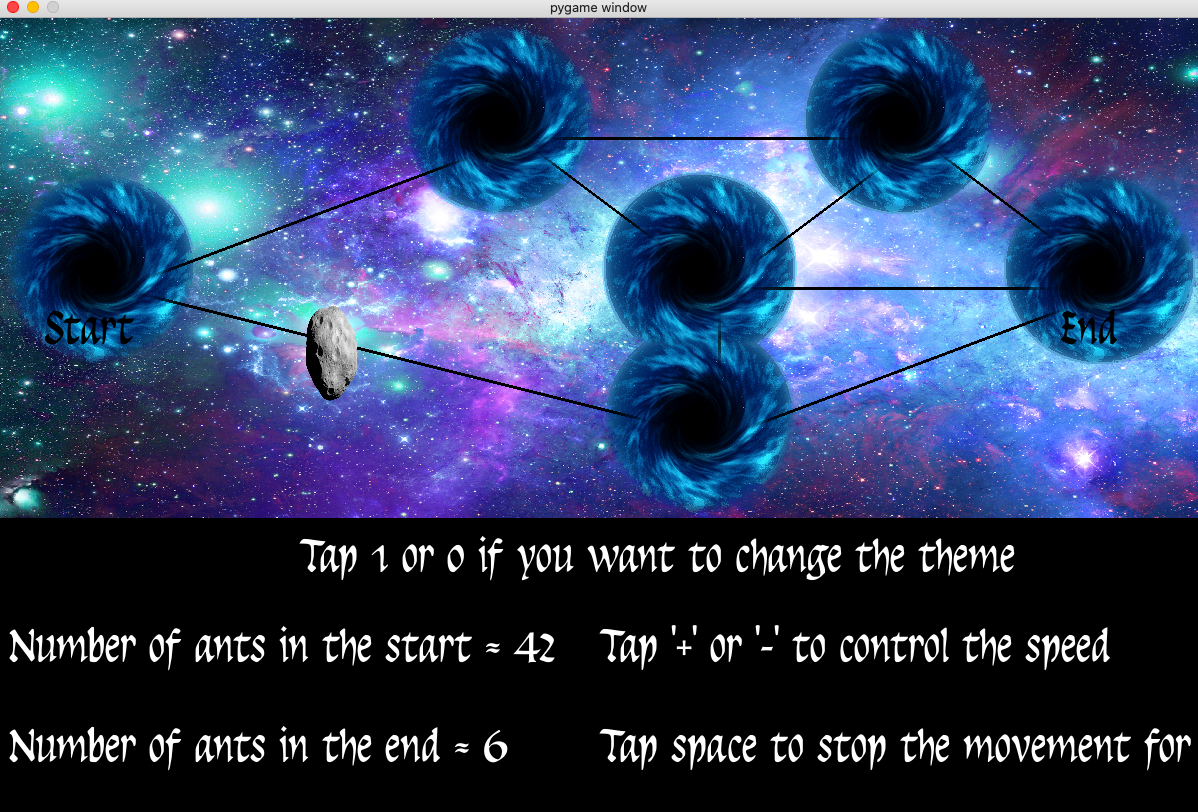 pygame window
Start
End
Tap 1 or 0 if you want to change the theme
Number of ants in the start = 42
Tap '+' or '-' to control the speed
Number of ants in the end = 6
Tap space to stop the movement for